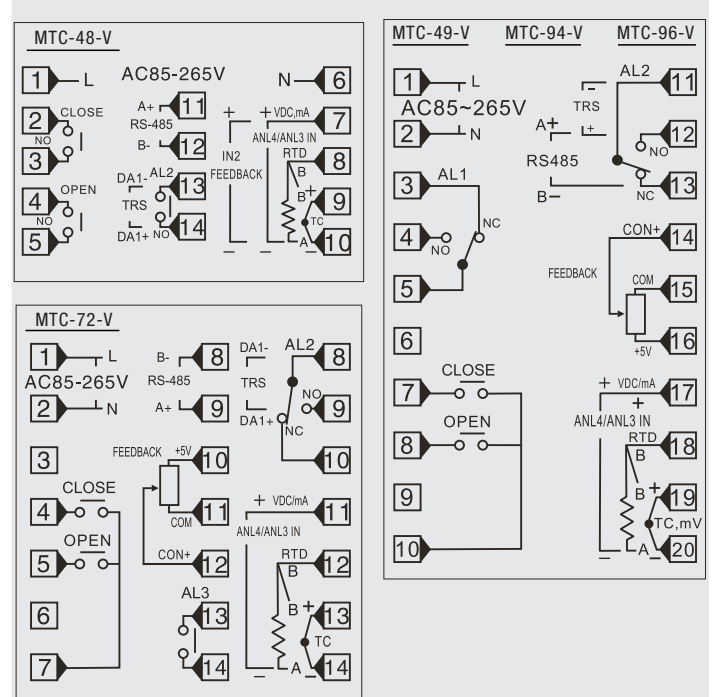 MTC-48-V
1 L AC85-265V N 6
2 CLOSE A+ 11 + + VDC,mA 7
NO RS-485 ANL4/ANL3 IN
3 B- 12 IN2 RTD 8
FEEDBACK B
4 OPEN DA1- AL2 13 B + 9
NO TRS TC
5 DA1+ NO 14 - - A - 10
MTC-72-V
1 L B- 8 DA1- AL2 8
AC85-265V RS-485 TRS NO
2 N A+ 9 DA1+ NC 9
3 FEEDBACK +5V 10 10
CLOSE
4 COM 11 + VDC/mA 11
OPEN ANL4/ANL3 IN
5 CON+ 12 RTD 12
B
6 AL3 13 B + 13
TC
7 14 - A - 14
MTC-49-V MTC-94-V MTC-96-V
1 L - AL2 11
AC85~265V TRS
2 N A+ + NO 12
RS485
3 AL1 B- NC 13
NC
4 NO CON+ 14
FEEDBACK COM
5 15
6 +5V 16
CLOSE
7 + VDC/mA 17
+
OPEN ANL4/ANL3 IN
8 RTD 18
B
9 B + 19
TC,mV
10 - A - 20